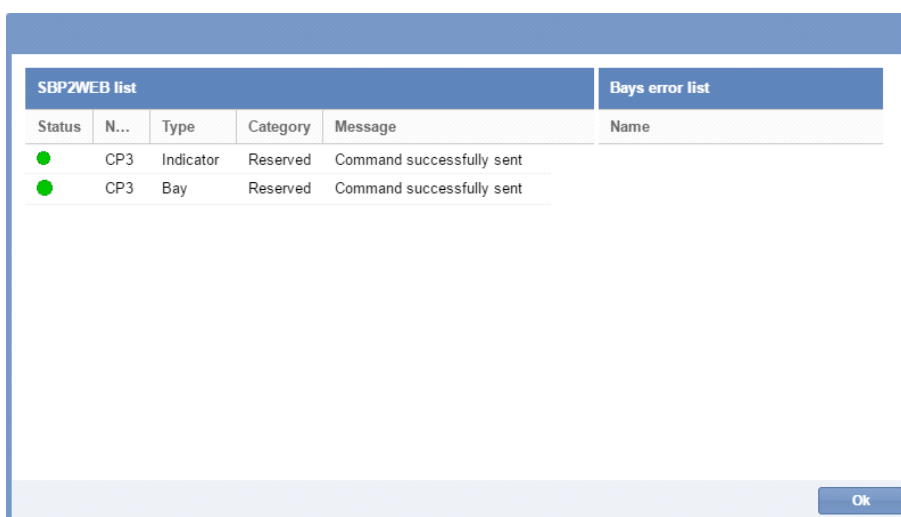 SBP2WEB list Bays error list
Status N... Type Category Message Name
CP3 Indicator Reserved Command successfully sent
CP3 Bay Reserved Command successfully sent
Ok